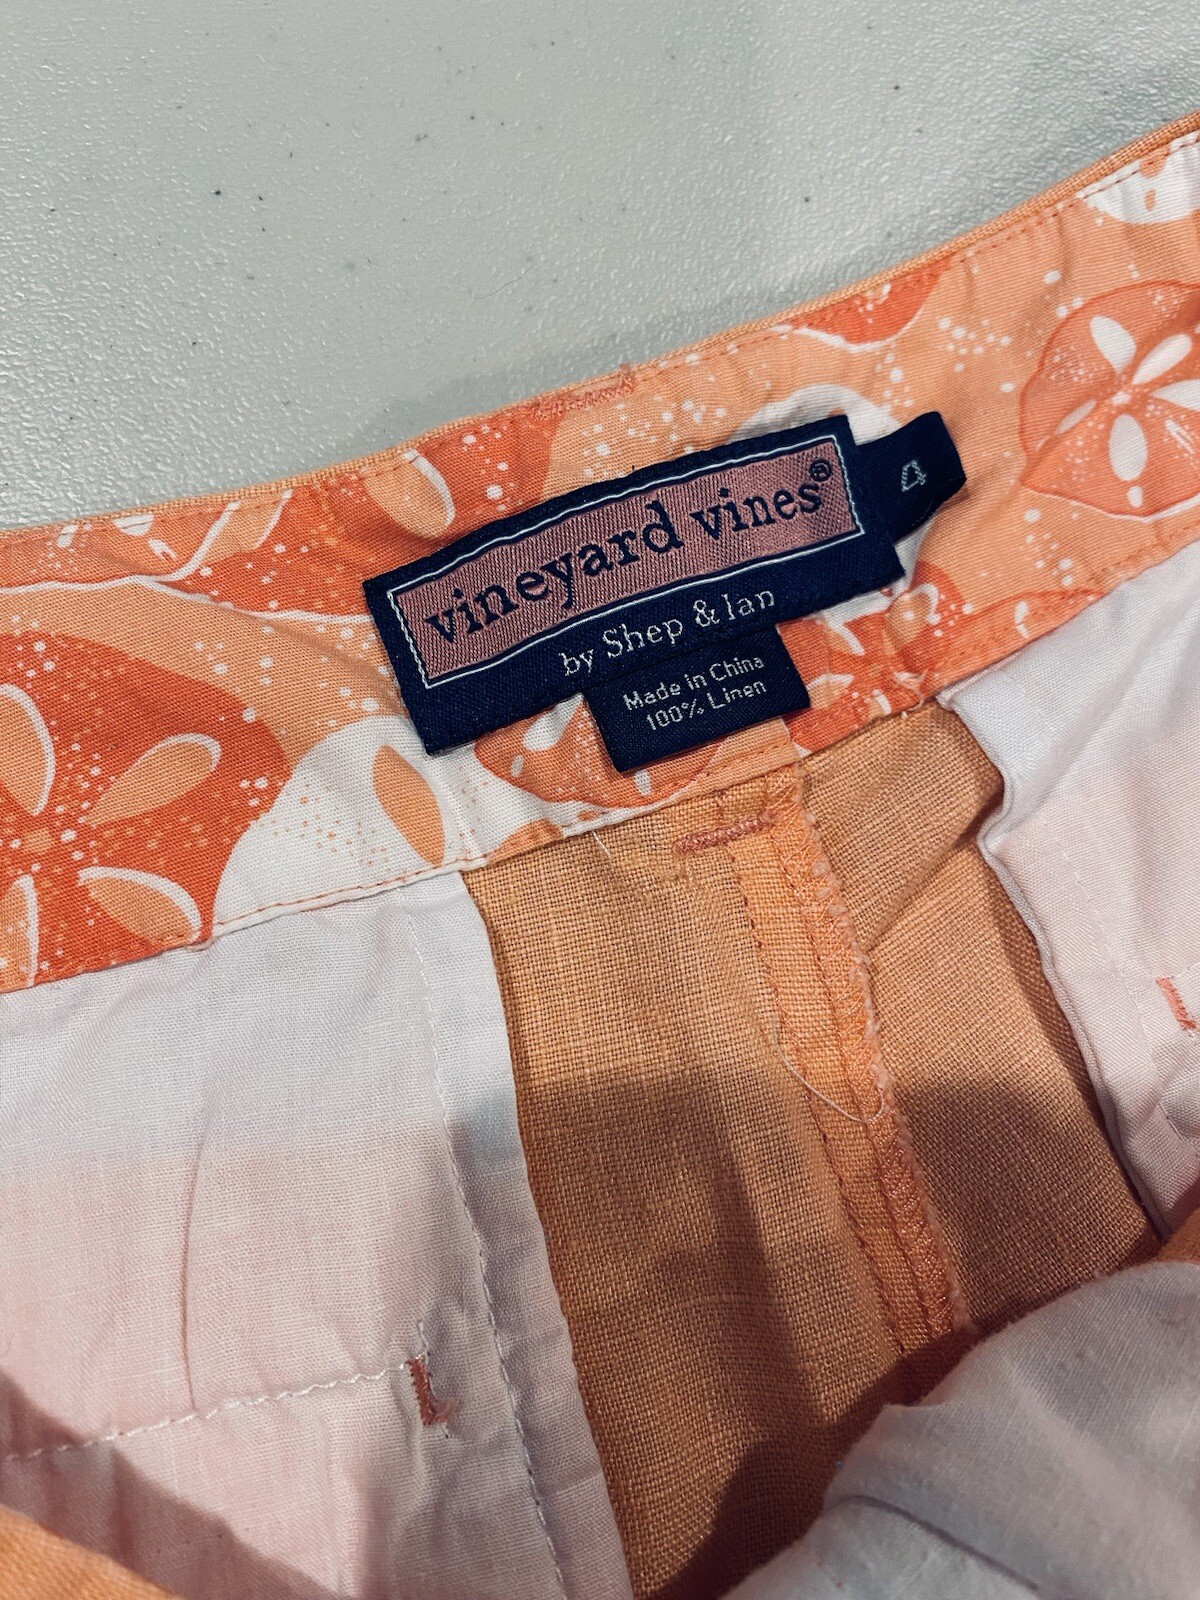 vineyard vines®
4
by Shep & Ian
Made in China
100% Linen